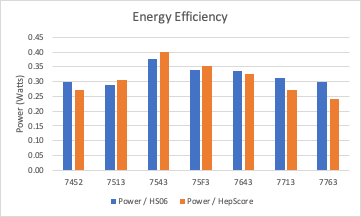 Energy Efficiency
Power (Watts)
0.45
0.40
0.35
0.30
0.25
0.20
0.15
0.10
0.05
0.00
7452 7513 7543 75F3 7643 7713 7763
Power / HS06 Power / HepScore